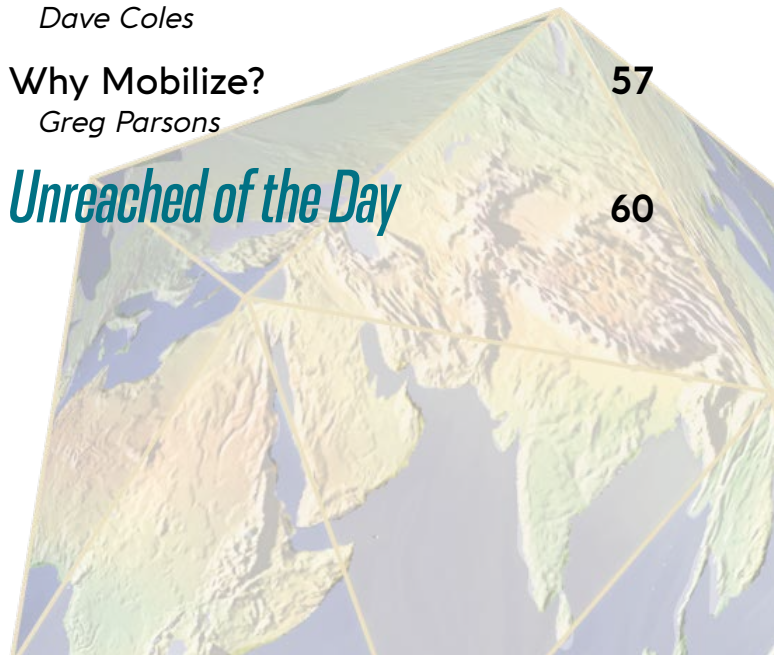 Dave Coles
Why Mobilize? 57
Greg Parsons
Unreached of the Day 60